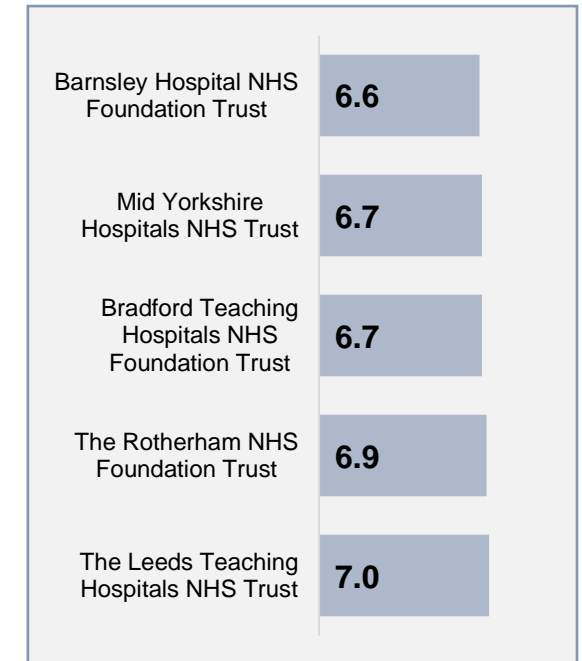 Barnsley Hospital NHS
Foundation Trust
6.6
Mid Yorkshire
Hospitals NHS Trust
6.7
Bradford Teaching
Hospitals NHS
Foundation Trust
6.7
The Rotherham NHS
Foundation Trust
6.9
The Leeds Teaching
Hospitals NHS Trust
7.0